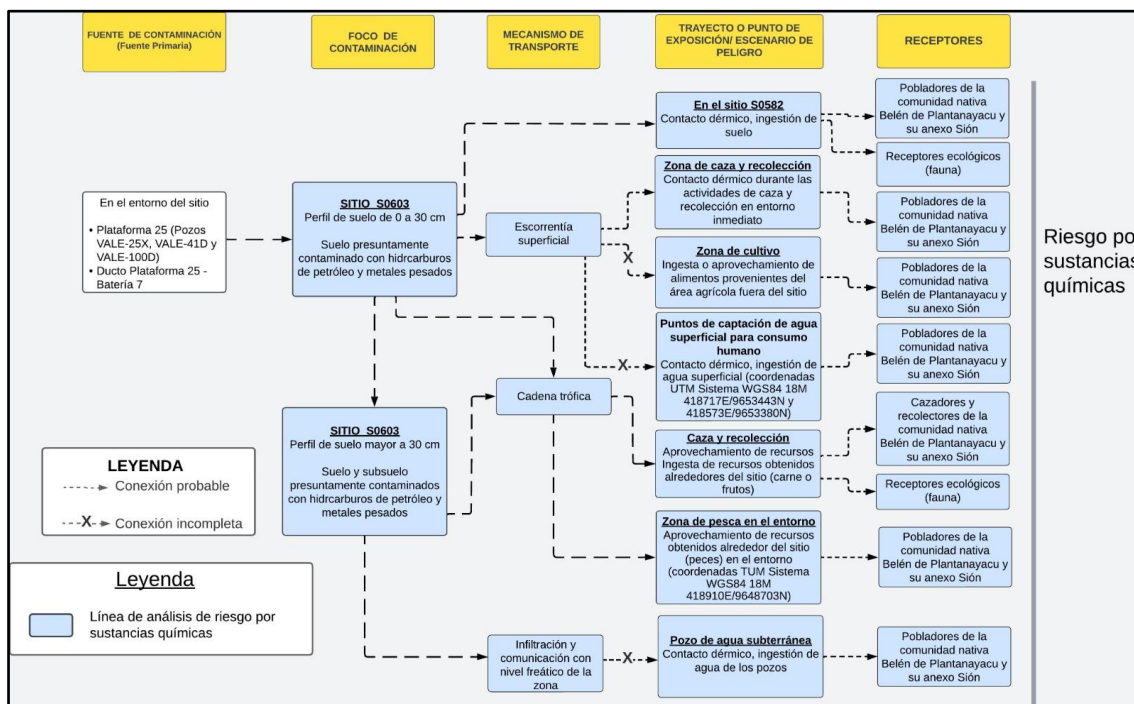 FUENTE DE CONTAMINACIÓN
(Fuente Primaria)
FOCO DE
CONTAMINACIÓN
MECANISMO DE
TRANSPORTE
TRAYECTO O PUNTO DE
EXPOSICIÓN/ ESCENARIO DE
PELIGRO
RECEPTORES
En el entorno del sitio
• Plataforma 25 (Pozos
VALE-25X, VALE-41D y
VALE-100D)
• Ducto Plataforma 25 -
Batería 7
SITIO S0603
Perfil de suelo de 0 a 30 cm
Suelo presuntamente
contaminado con hidrcarburos
de petróleo y metales pesados
SITIO S0603
Perfil de suelo mayor a 30 cm
Suelo y subsuelo
presuntamente contaminados
con hidrcarburos de petróleo y
metales pesados
Escorrentía
superficial
X
X
Cadena trófica
Infiltración y
comunicación con
nivel freático de la
zona
X
En el sitio S0582
Contacto dérmico, ingestión de
suelo
Zona de caza y recolección
Contacto dérmico durante las
actividades de caza y
recolección en entorno
inmediato
Zona de cultivo
Ingesta o aprovechamiento de
alimentos provenientes del
área agrícola fuera del sitio
Puntos de captación de agua
superficial para consumo
humano
Contacto dérmico, ingestión de
agua superficial (coordenadas
UTM Sistema WGS84 18M
418717E/9653443N y
418573E/9653380N)
Caza y recolección
Aprovechamiento de recursos
Ingesta de recursos obtenidos
alrededores del sitio (carne o
frutos)
Zona de pesca en el entorno
Aprovechamiento de recursos
obtenidos alrededor del sitio
(peces) en el entorno
(coordenadas TUM Sistema
WGS84 18M
418910E/9648703N)
Pozo de agua subterránea
Contacto dérmico, ingestión de
agua de los pozos
Pobladores de la
comunidad nativa
Belén de Plantanayacu y
su anexo Sión
Receptores ecológicos
(fauna)
Pobladores de la
comunidad nativa
Belén de Plantanayacu y
su anexo Sión
Pobladores de la
comunidad nativa
Belén de Plantanayacu y
su anexo Sión
Pobladores de la
comunidad nativa
Belén de Plantanayacu y
su anexo Sión
Cazadores y
recolectores de la
comunidad nativa
Belén de Plantanayacu y
su anexo Sión
Receptores ecológicos
(fauna)
Pobladores de la
comunidad nativa
Belén de Plantanayacu y
su anexo Sión
Pobladores de la
comunidad nativa
Belén de Plantanayacu y
su anexo Sión
Riesgo po
sustancias
químicas
LEYENDA
Conexión probable
X Conexión incompleta
Leyenda
Línea de análisis de riesgo por
sustancias químicas